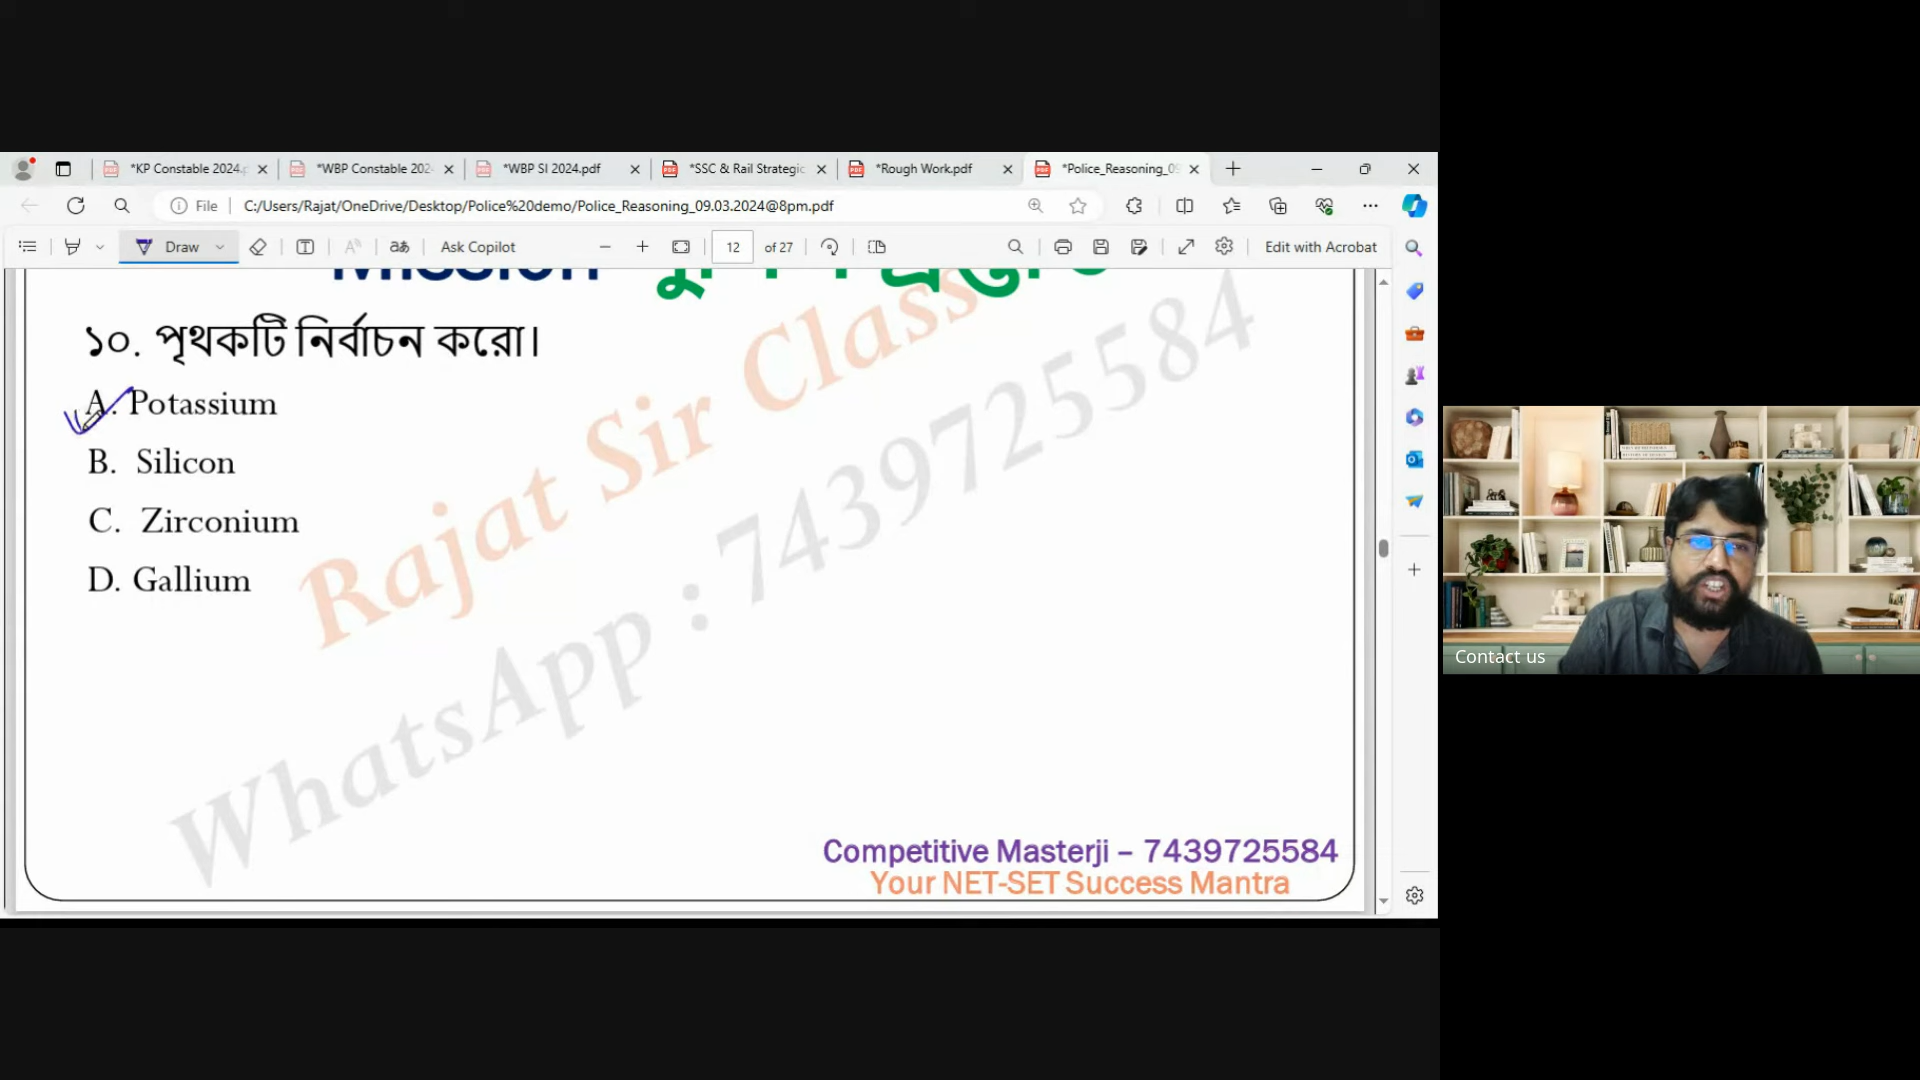 *KP Constable 2024.p
*WBP Constable 202
*WBP SI 2024.pdf
*SSC & Rail Strategic
*Rough Work.pdf
*Police_Reasoning_09
File
C:/Users/Rajat/OneDrive/Desktop/Police%20demo/Police_Reasoning_09.03.2024@8pm.pdf
Draw
Ask Copilot
12
of 27
Edit with Acrobat
Mission
১০. পৃথকটি নির্বাচন করো।
A. Potassium
B. Silicon
C. Zirconium
D. Gallium
Rajat Sir Class
WhatsApp : 7439725584
Competitive Masterji – 7439725584
Your NET-SET Success Mantra
Contact us